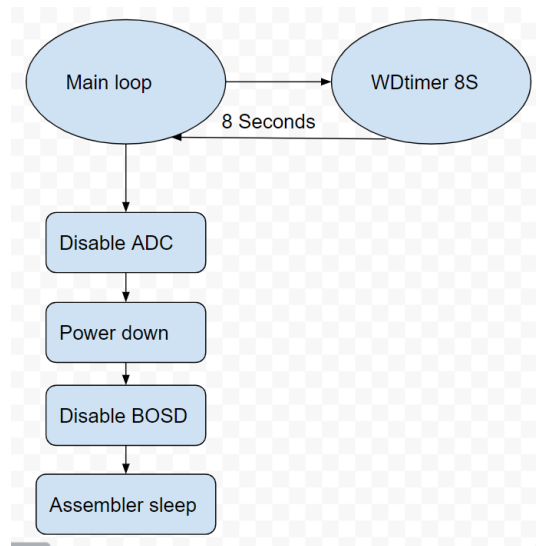 Main loop
WDtimer 8S
8 Seconds
Disable ADC
Power down
Disable BOSD
Assembler sleep